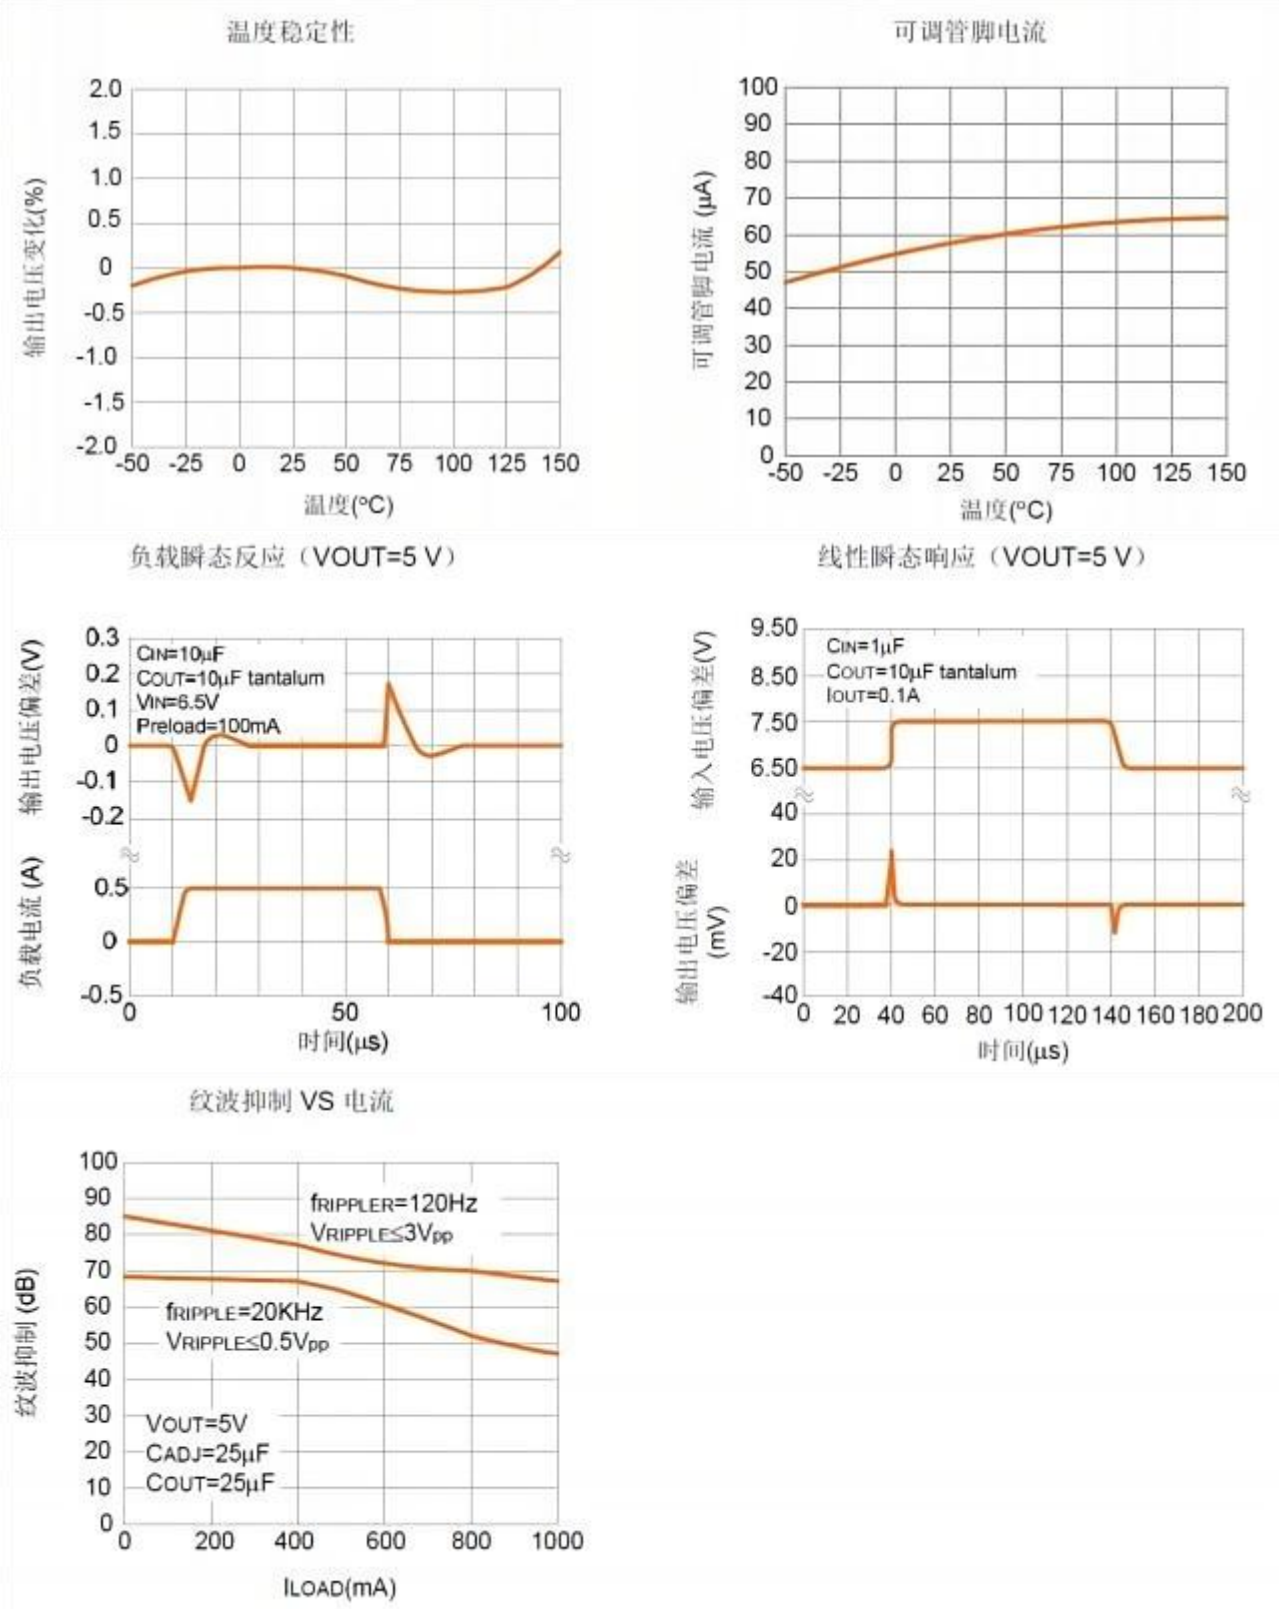 温度稳定性
2.0
1.5
1.0
0.5
0
-0.5
-1.0
-1.5
-2.0
-50 -25 0 25 50 75 100 125 150
输出电压变化(%)
温度(°C)
可调管脚电流
100
90
80
70
60
50
40
30
20
10
0
-50 -25 0 25 50 75 100 125 150
可调管脚电流 (μA)
温度(°C)
负载瞬态反应（VOUT=5 V）
0.3
0.2
0.1
0
-0.1
-0.2
CIN=10μF
COUT=10μF tantalum
VIN=6.5V
Preload=100mA
输出电压偏差(V)
0.5
0
-0.5
负载电流 (A)
0 50 100
时间(μs)
线性瞬态响应（VOUT=5 V）
9.50
8.50
7.50
6.50
CIN=1μF
COUT=10μF tantalum
IOUT=0.1A
输入电压偏差(V)
40
20
0
-20
-40
输出电压偏差
(mV)
0 20 40 60 80 100 120 140 160 180 200
时间(μs)
纹波抑制 VS 电流
100
90
80
70
60
50
40
30
20
10
0
fRIPPLER=120Hz
VRIPPLE≤3Vpp
fRIPPLE=20KHz
VRIPPLE≤0.5Vpp
VOUT=5V
CADJ=25μF
COUT=25μF
纹波抑制 (dB)
0 200 400 600 800 1000
ILOAD(mA)